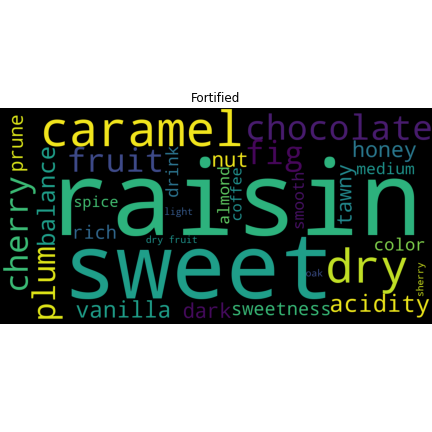 Fortified
caramel
chocolate
prune
fruit
nut
fig
honey
drink
medium
balance
raisin
almond
coffee
smooth
tawny
cherry
spice
light
rich
dry fruit
color
sweet
oak
dry
sherry
plum
vanilla
dark
sweetness
acidity